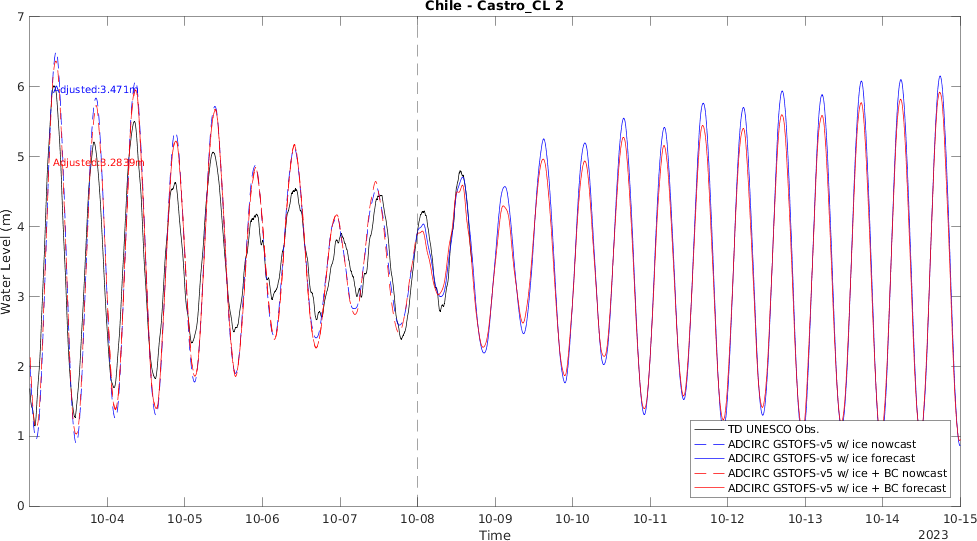 Chile - Castro_CL 2
7
6
5
4
3
2
1
0
Water Level (m)
Adjusted:3.471m
Adjusted:3.2839m
TD UNESCO Obs.
ADCIRC GSTOFS-v5 w/ ice nowcast
ADCIRC GSTOFS-v5 w/ ice forecast
ADCIRC GSTOFS-v5 w/ ice + BC nowcast
ADCIRC GSTOFS-v5 w/ ice + BC forecast
10-04 10-05 10-06 10-07 10-08 10-09 10-10 10-11 10-12 10-13 10-14 10-15
Time
2023